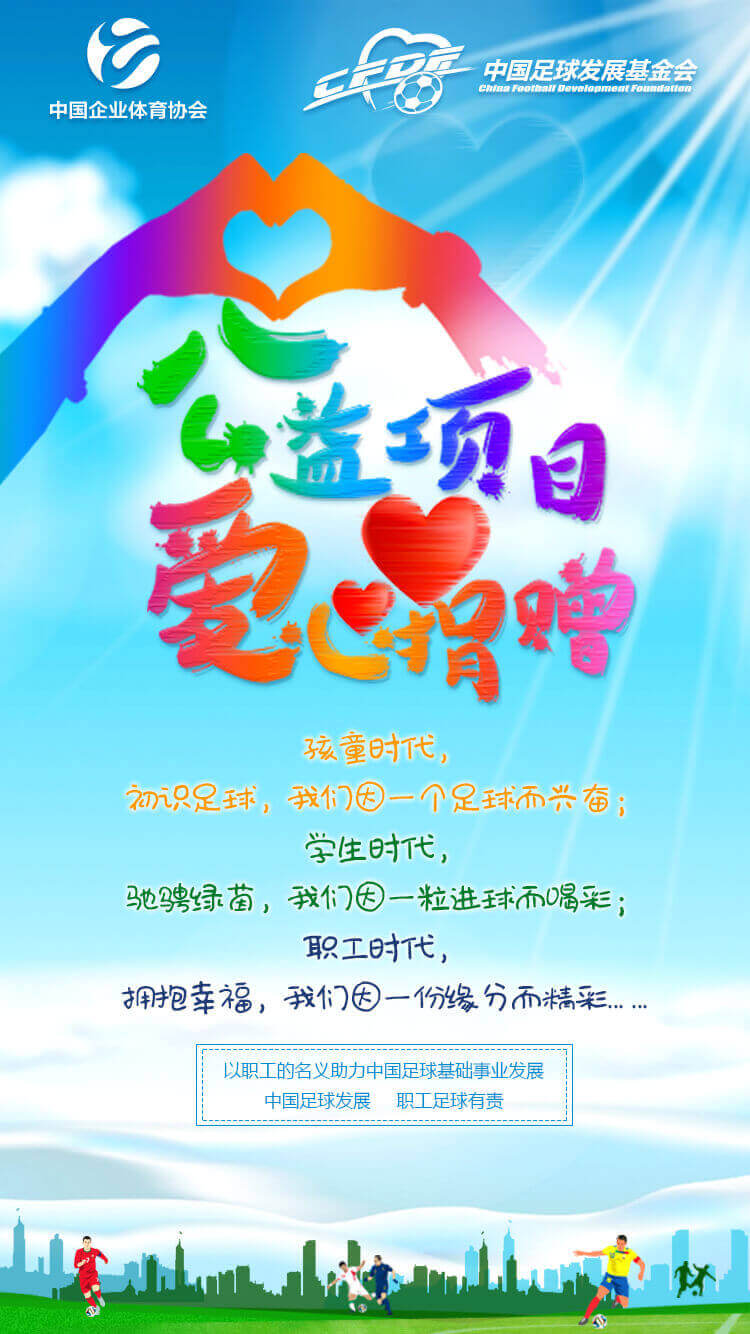 中国企业体育协会
CFDF
中国足球发展基金会
China Football Development Foundation
公益项目
爱心捐赠
孩童时代,
初识足球, 我们因一个足球而兴奋;
学生时代,
驰骋绿茵, 我们因一粒进球而喝彩;
职工时代,
拥抱幸福, 我们因一份缘分而精彩... ...
以职工的名义助力中国足球基础事业发展
中国足球发展 职工足球有责